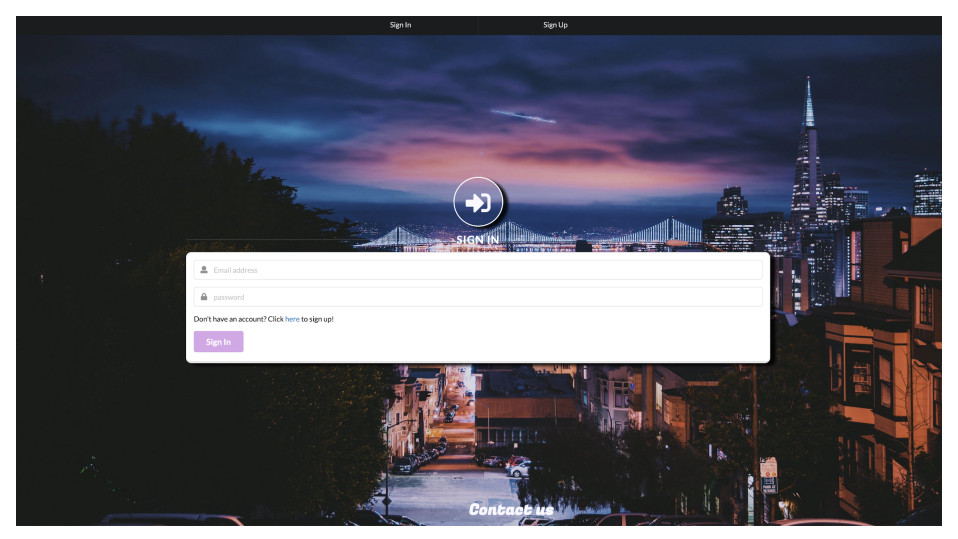 Sign In
Sign Up
SIGN IN
Email address
password
Don't have an account? Click here to sign up!
Sign In
Contact us